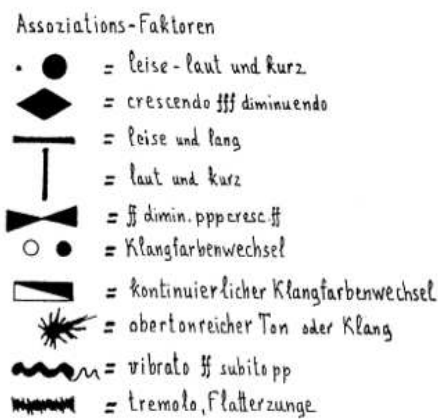 Assoziations-Faktoren
= leise-laut und kurz
= crescendo fff diminuendo
= leise und lang
= laut und kurz
= ff dimin. ppp cresc. ff
= Klangfarbenwechsel
= kontinuierlicher Klangfarbenwechsel
= obertonreicher Ton oder Klang
= vibrato ff subito pp
= tremolo, Flatterzunge